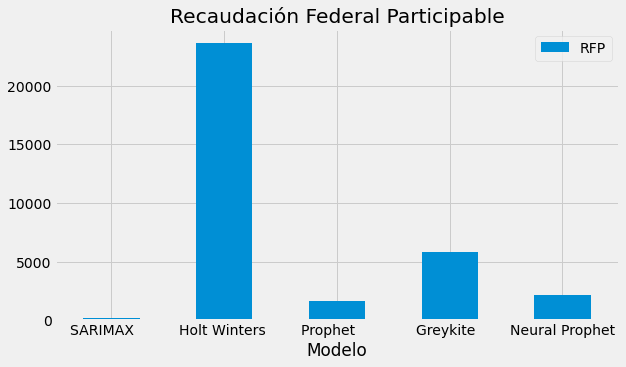 Recaudación Federal Participable
RFP
20000
15000
10000
5000
0
SARIMAX Holt Winters Prophet Greykite Neural Prophet
Modelo